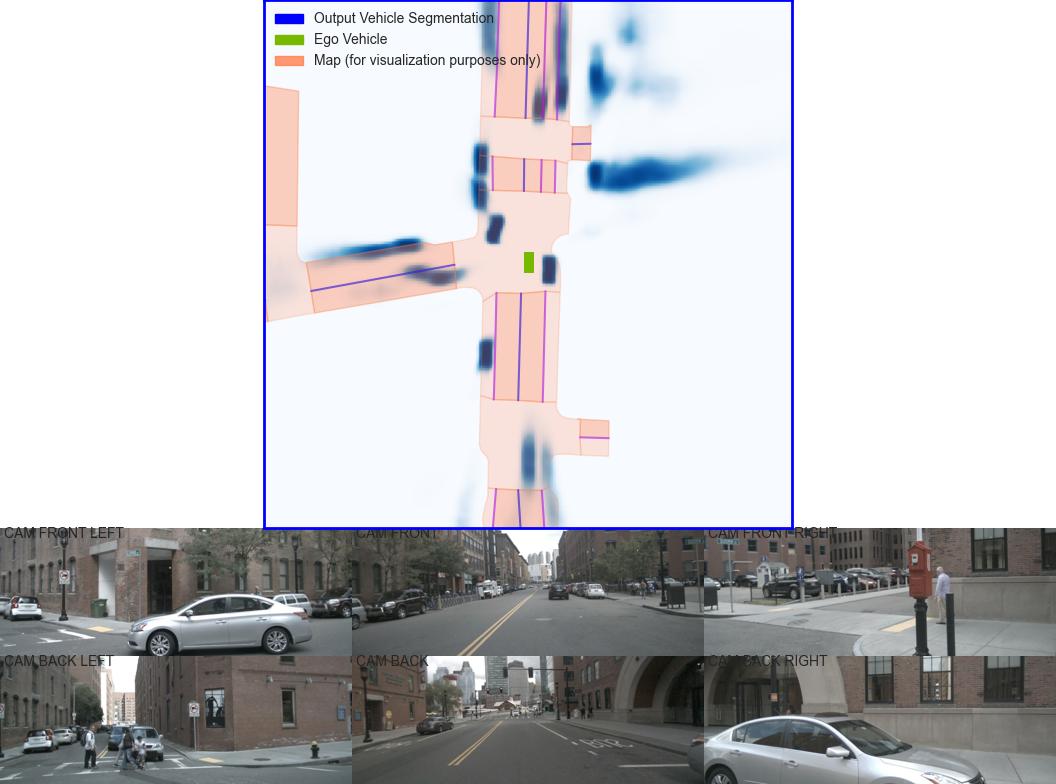 Output Vehicle Segmentation
Ego Vehicle
Map (for visualization purposes only)
CAM FRONT LEFT
CAM FRONT
CAM FRONT RIGHT
CAM BACK LEFT
CAM BACK
CAM BACK RIGHT